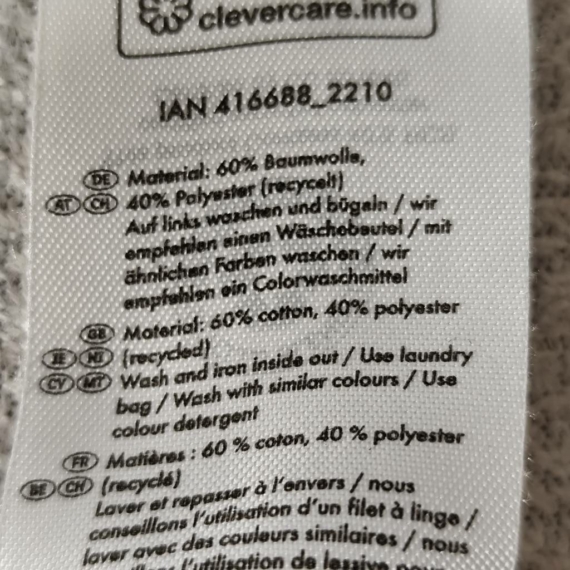 clevercare.info
IAN 416688_2210
DE Material: 60% Baumwolle,
AT CH 40% Polyester (recycelt)
Auf links waschen und bügeln / wir
empfehlen einen Wäschebeutel / mit
ähnlichen Farben waschen / wir
empfehlen ein Colorwaschmittel
GB Material: 60% cotton, 40% polyester
IE NI (recycled)
CY MT Wash and iron inside out / Use laundry
bag / Wash with similar colours / Use
colour detergent
FR Matières : 60 % coton, 40 % polyester
BE CH (recyclé)
Laver et repasser à l'envers / nous
conseillons l'utilisation d'un filet à linge /
laver avec des couleurs similaires / nous
l'utilisation de lessive